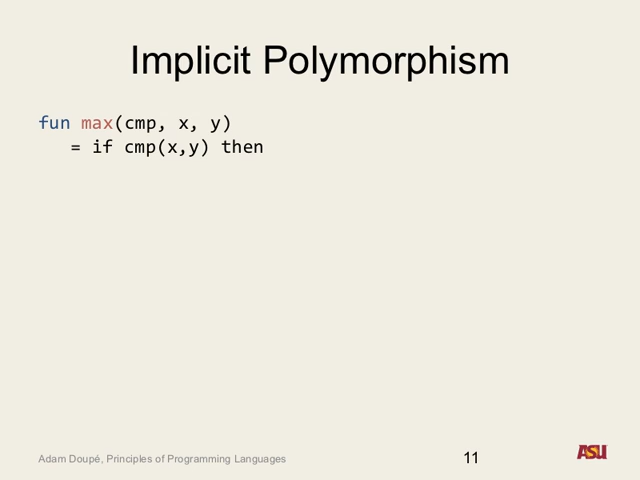 Implicit Polymorphism
fun max(cmp, x, y)
= if cmp(x,y) then
Adam Doupé, Principles of Programming Languages
11
ASU